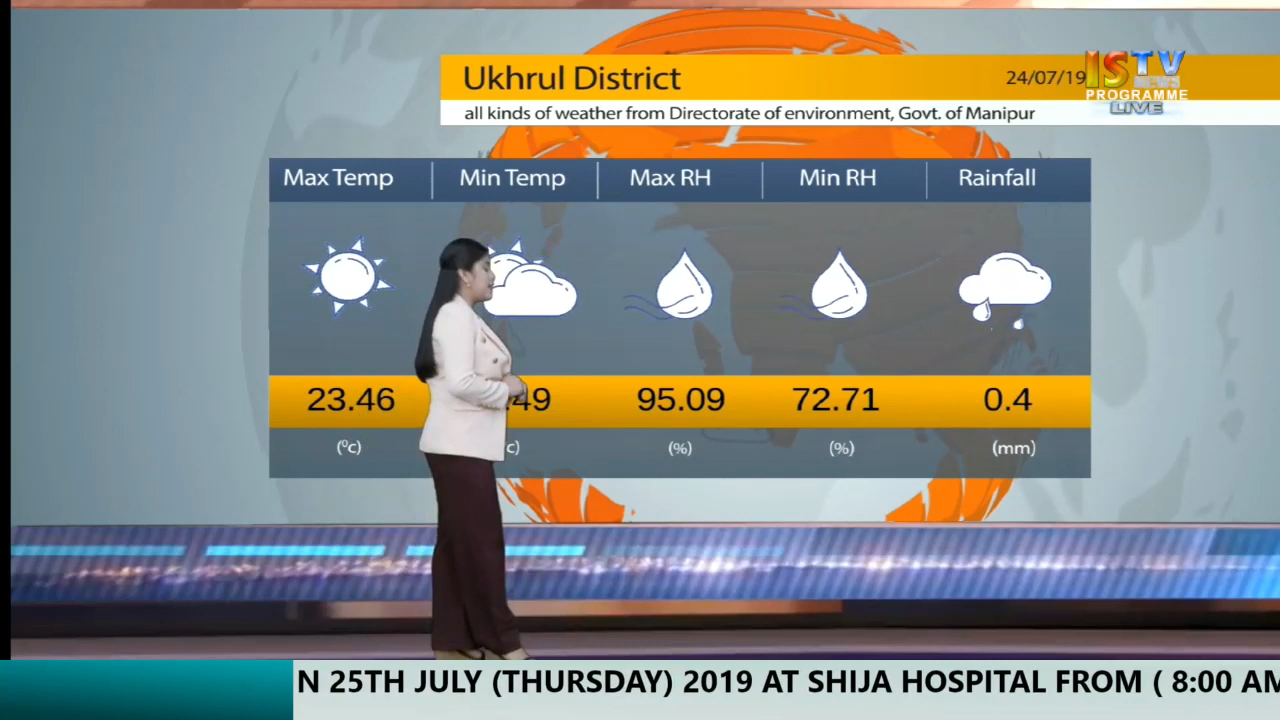 Ukhrul District
24/07/19
ISTV
NEWS
PROGRAMME
LIVE
all kinds of weather from Directorate of environment, Govt. of Manipur
Max Temp Min Temp Max RH Min RH Rainfall
23.46 .49 95.09 72.71 0.4
(°c) c) (%) (%) (mm)
N 25TH JULY (THURSDAY) 2019 AT SHIJA HOSPITAL FROM ( 8:00 AM